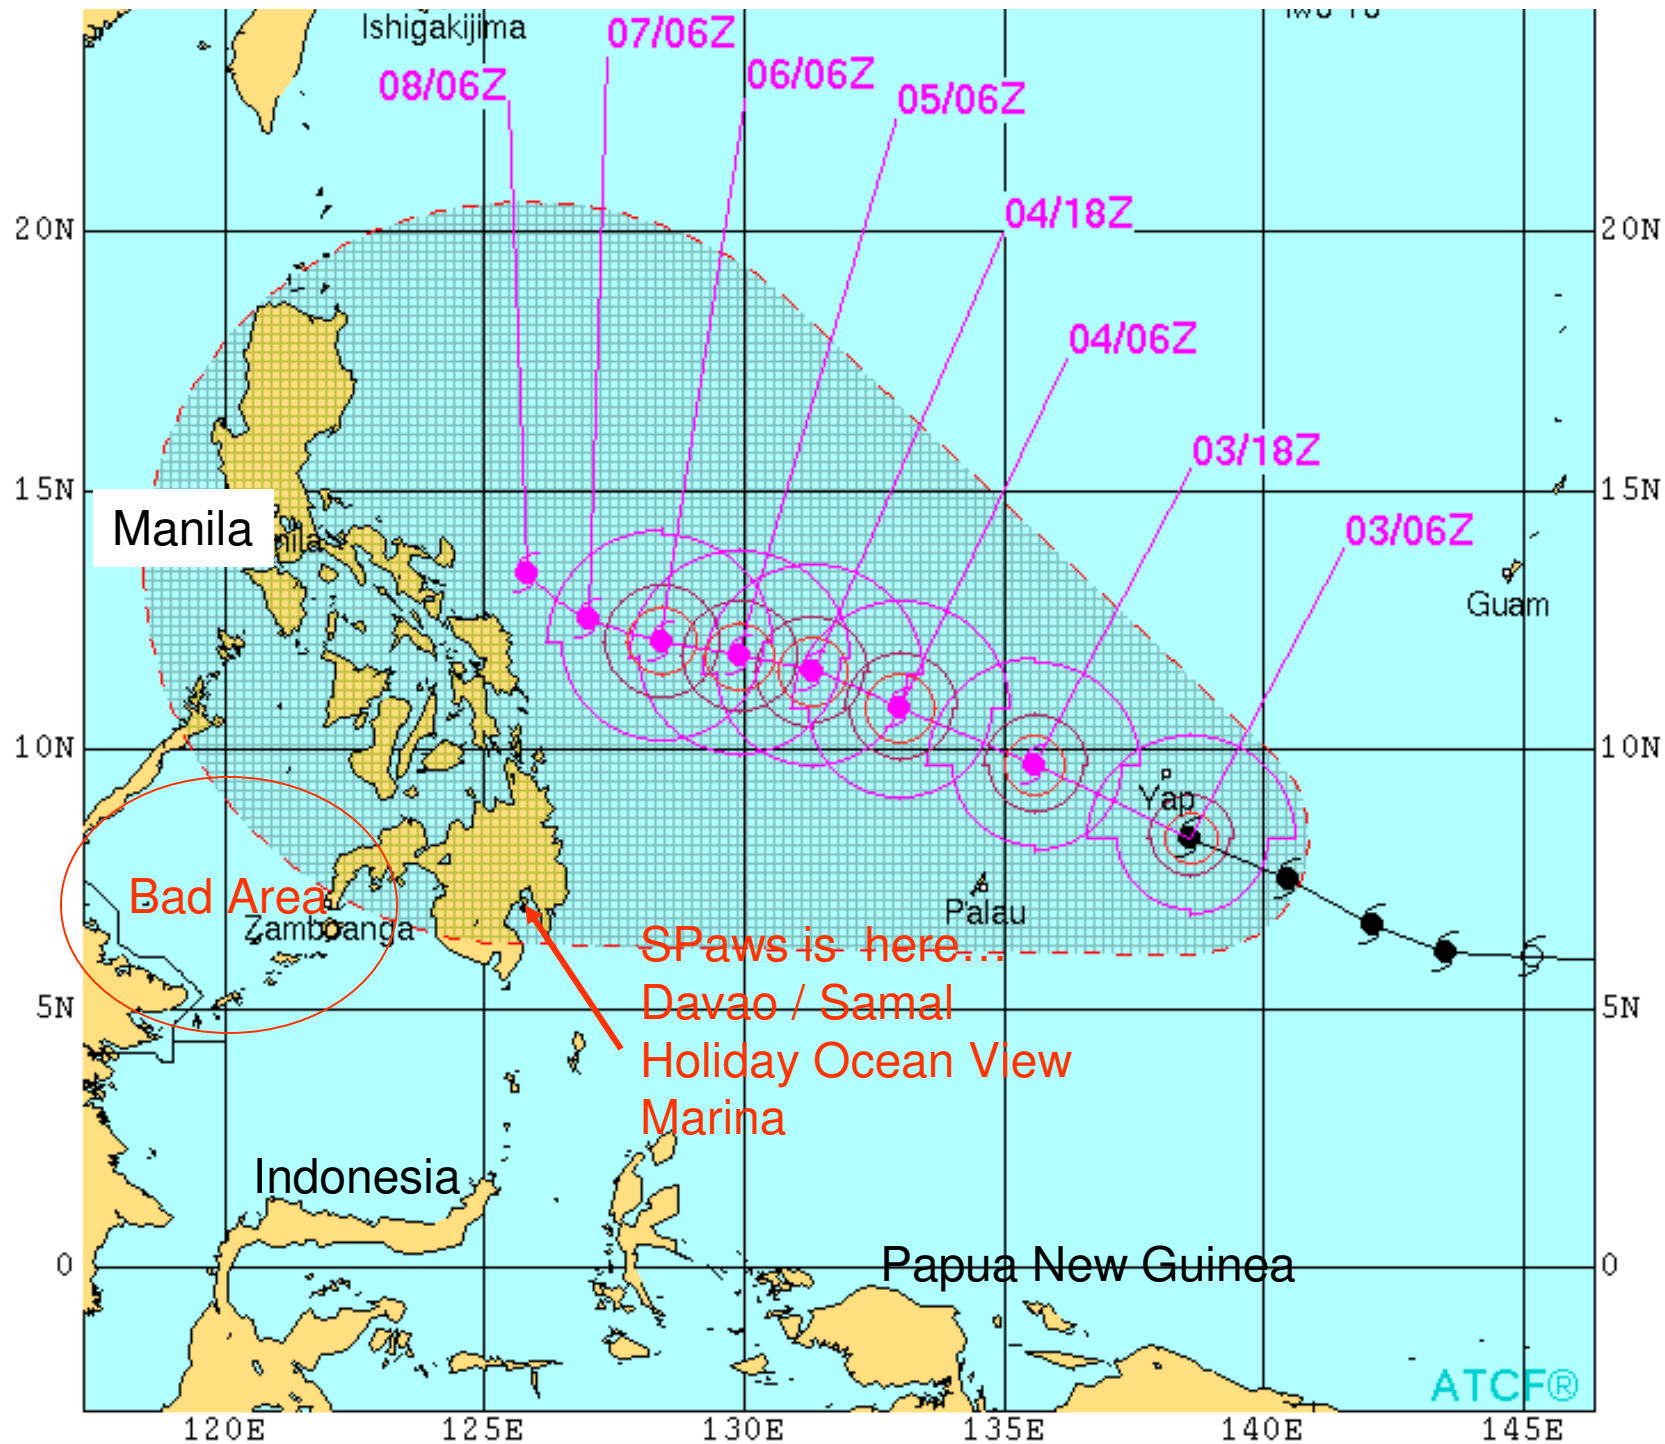 Ishigakijima
07/06Z
08/06Z
06/06Z
05/06Z
20N
04/18Z
20N
04/06Z
03/18Z
15N
15N
Manila
03/06Z
Guam
10N
10N
Yap
Bad Area
Zamboanga
Palau
SPaws is here...
Davao / Samal
Holiday Ocean View
Marina
5N
5N
Indonesia
0
Papua New Guinea
0
ATCF®
120E
125E
130E
135E
140E
145E